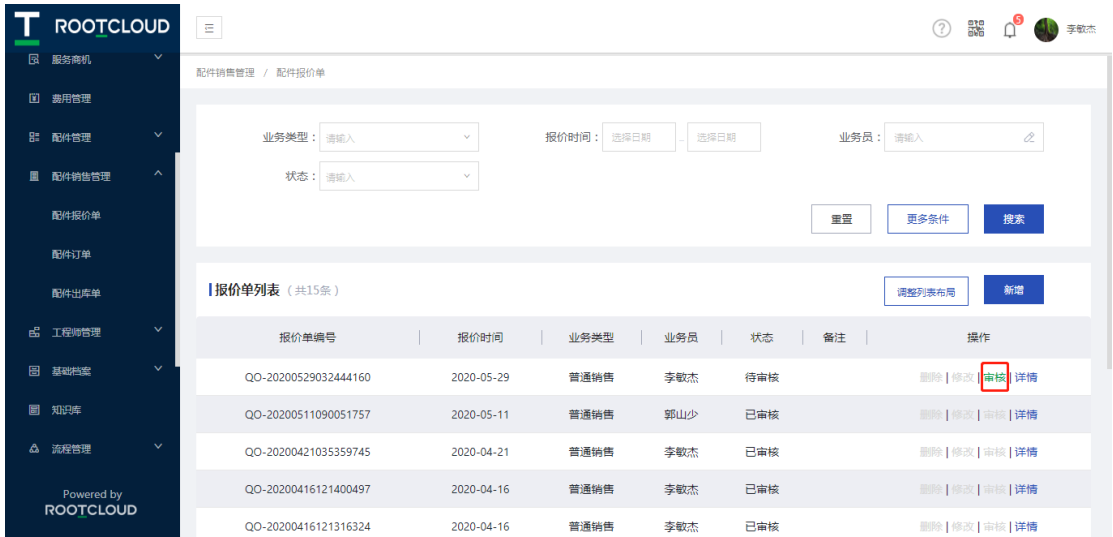 ROOTCLOUD
5
李敏杰
服务商机
费用管理
配件管理
配件销售管理
配件报价单
配件订单
配件出库单
工程师管理
基础档案
知识库
流程管理
Powered by
ROOTCLOUD
配件销售管理 / 配件报价单
业务类型： 请输入 报价时间： 选择日期 .. 选择日期 业务员： 请输入
状态： 请输入
重置 更多条件 搜索
报价单列表 （共15条） 调整列表布局 新增
报价单编号 报价时间 业务类型 业务员 状态 备注 操作
QO-20200529032444160 2020-05-29 普通销售 李敏杰 待审核 删除 | 修改 | 审核 | 详情
QO-20200511090051757 2020-05-11 普通销售 郭山少 已审核 删除 | 修改 | 审核 | 详情
QO-20200421035359745 2020-04-21 普通销售 李敏杰 已审核 删除 | 修改 | 审核 | 详情
QO-20200416121400497 2020-04-16 普通销售 李敏杰 已审核 删除 | 修改 | 审核 | 详情
QO-20200416121316324 2020-04-16 普通销售 李敏杰 已审核 删除 | 修改 | 审核 | 详情